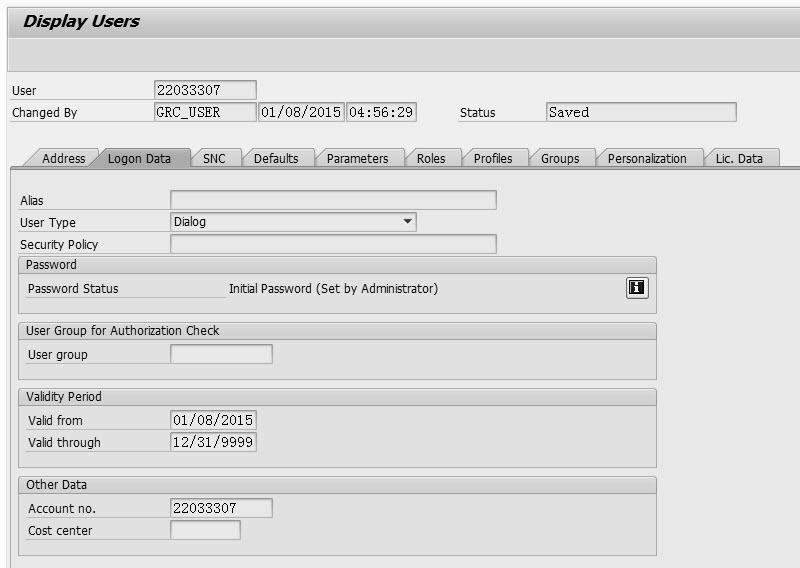 Display Users
User 22033307
Changed By GRC_USER 01/08/2015 04:56:29 Status Saved
Address Logon Data SNC Defaults Parameters Roles Profiles Groups Personalization Lic. Data
Alias
User Type Dialog
Security Policy
Password
Password Status Initial Password (Set by Administrator)
User Group for Authorization Check
User group
Validity Period
Valid from 01/08/2015
Valid through 12/31/9999
Other Data
Account no. 22033307
Cost center